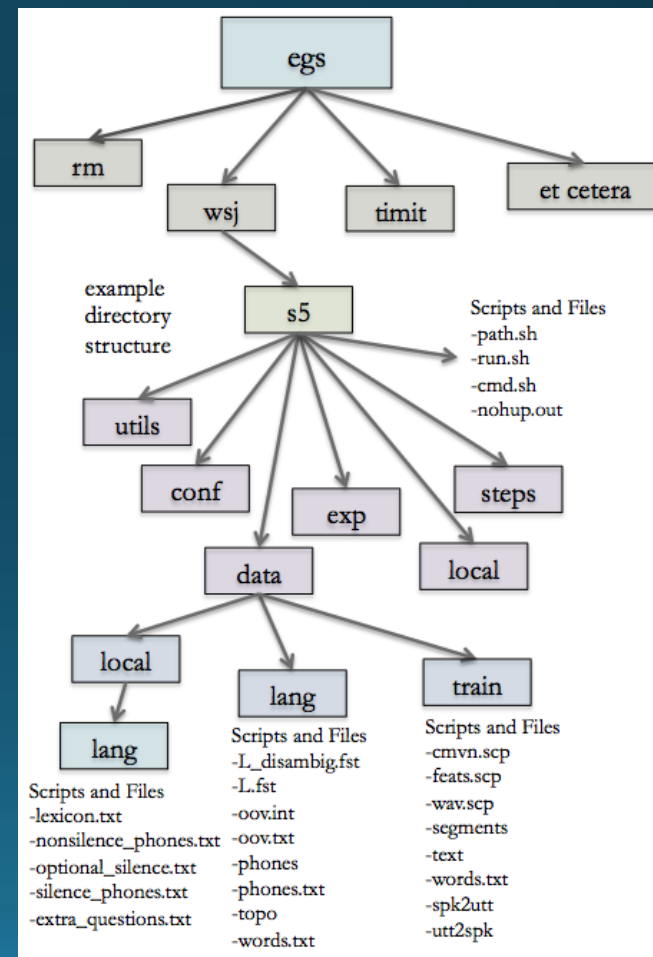 egs
rm
wsj
timit
et cetera
example
directory
structure
s5
Scripts and Files
-path.sh
-run.sh
-cmd.sh
-nohup.out
utils
conf
exp
steps
data
local
local
lang
train
lang
Scripts and Files
-lexicon.txt
-nonsilence_phones.txt
-optional_silence.txt
-silence_phones.txt
-extra_questions.txt
Scripts and Files
-L_disambig.fst
-L.fst
-oov.int
-oov.txt
-phones
-phones.txt
-topo
-words.txt
Scripts and Files
-cmvn.scp
-feats.scp
-wav.scp
-segments
-text
-words.txt
-spk2utt
-utt2spk